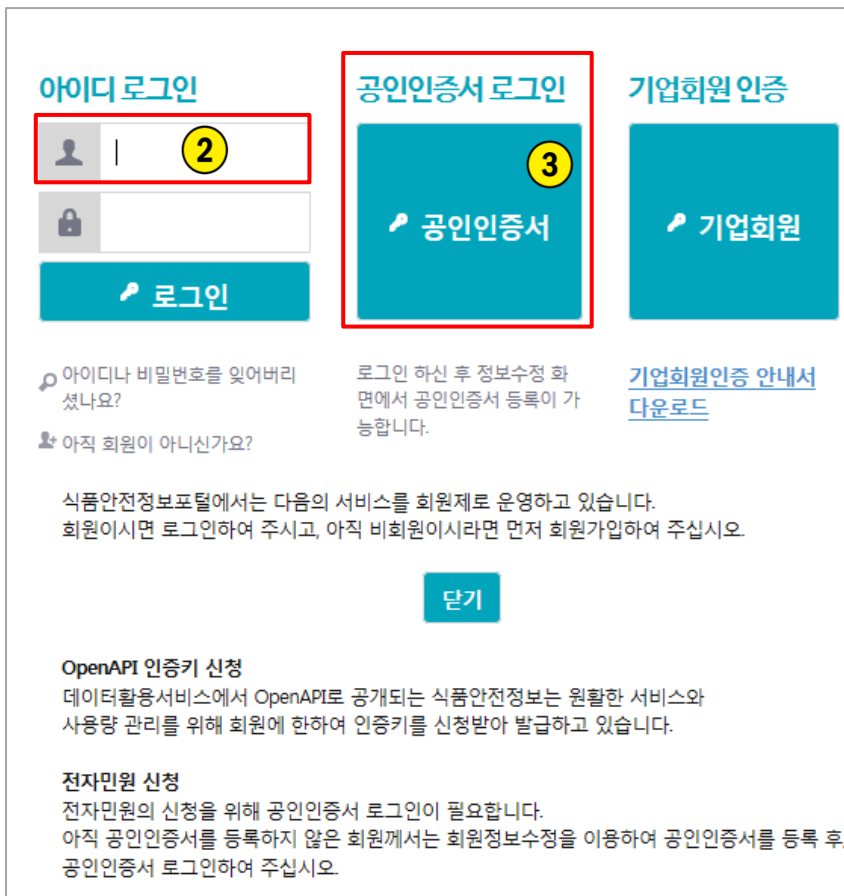 아이디 로그인
2
로그인
아이디나 비밀번호를 잊어버리
셨나요?
아직 회원이 아니신가요?
공인인증서 로그인
3
공인인증서
로그인 하신 후 정보수정 화
면에서 공인인증서 등록이 가
능합니다.
기업회원 인증
기업회원
기업회원인증 안내서
다운로드
식품안전정보포털에서는 다음의 서비스를 회원제로 운영하고 있습니다.
회원이시면 로그인하여 주시고, 아직 비회원이시라면 먼저 회원가입하여 주십시오.
닫기
OpenAPI 인증키 신청
데이터활용서비스에서 OpenAPI로 공개되는 식품안전정보는 원활한 서비스와
사용량 관리를 위해 회원에 한하여 인증키를 신청받아 발급하고 있습니다.
전자민원 신청
전자민원의 신청을 위해 공인인증서 로그인이 필요합니다.
아직 공인인증서를 등록하지 않은 회원께서는 회원정보수정을 이용하여 공인인증서를 등록 후
공인인증서 로그인하여 주십시오.